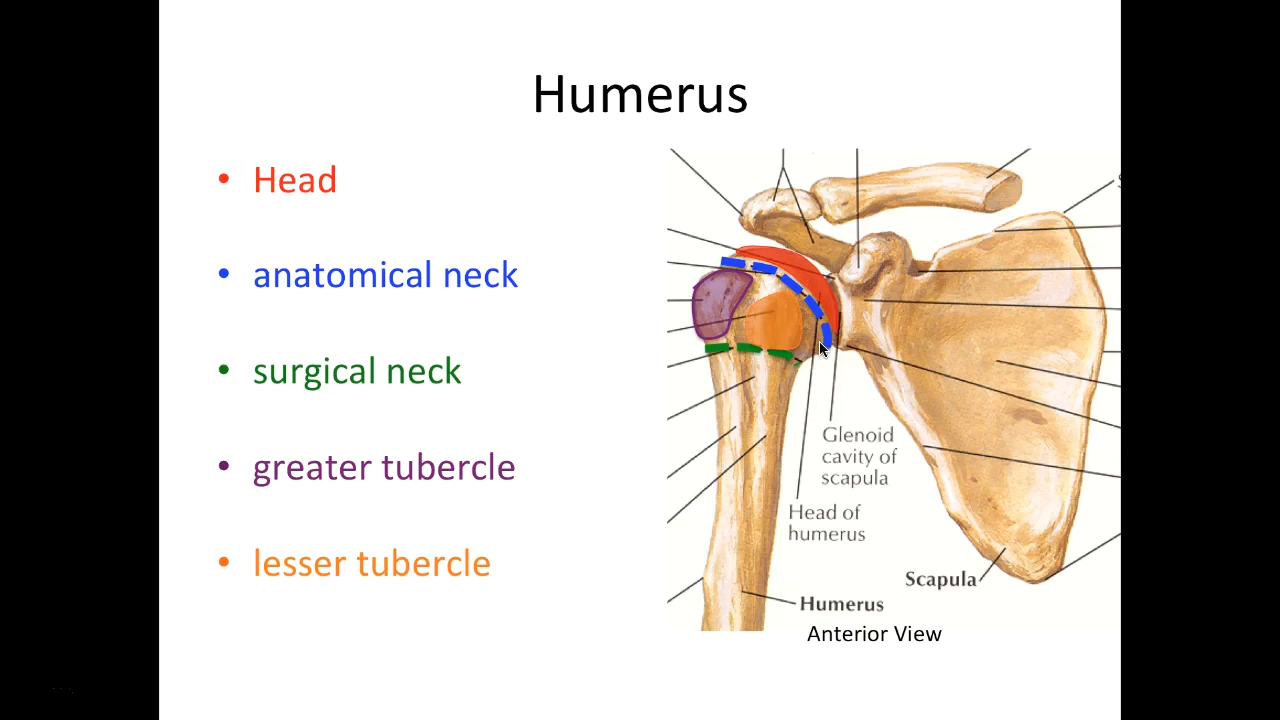 Humerus
• Head
• anatomical neck
• surgical neck
• greater tubercle
• lesser tubercle
Glenoid
cavity of
scapula
Head of
humerus
Scapula
Humerus
Anterior View